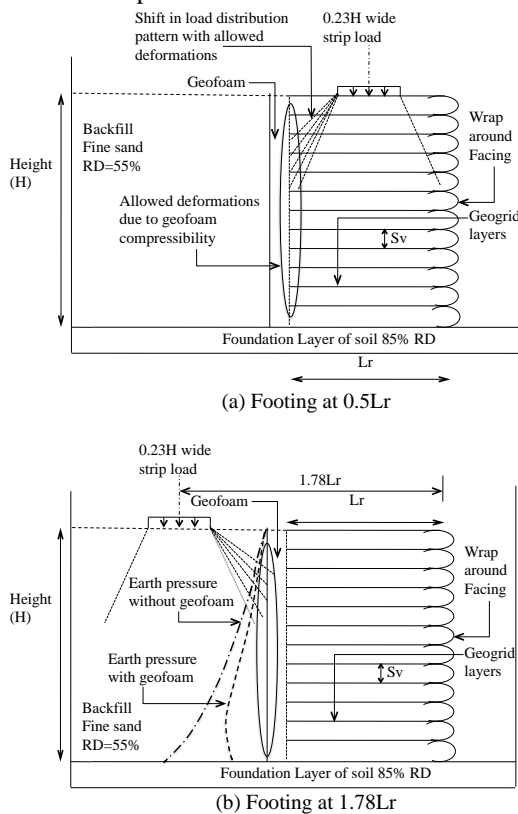 Shift in load distribution
pattern with allowed
deformations
0.23H wide
strip load
Geofoam
Backfill
Fine sand
RD=55%
Height
(H)
Wrap
around
Facing
Allowed deformations
due to geofoam
compressibility
Geogrid
layers
Sv
Foundation Layer of soil 85% RD
Lr
(a) Footing at 0.5Lr
0.23H wide
strip load
1.78Lr
Geofoam
Lr
Height
(H)
Earth pressure
without geofoam
Wrap
around
Facing
Earth pressure
with geofoam
Geogrid
layers
Sv
Backfill
Fine sand
RD=55%
Foundation Layer of soil 85% RD
(b) Footing at 1.78Lr